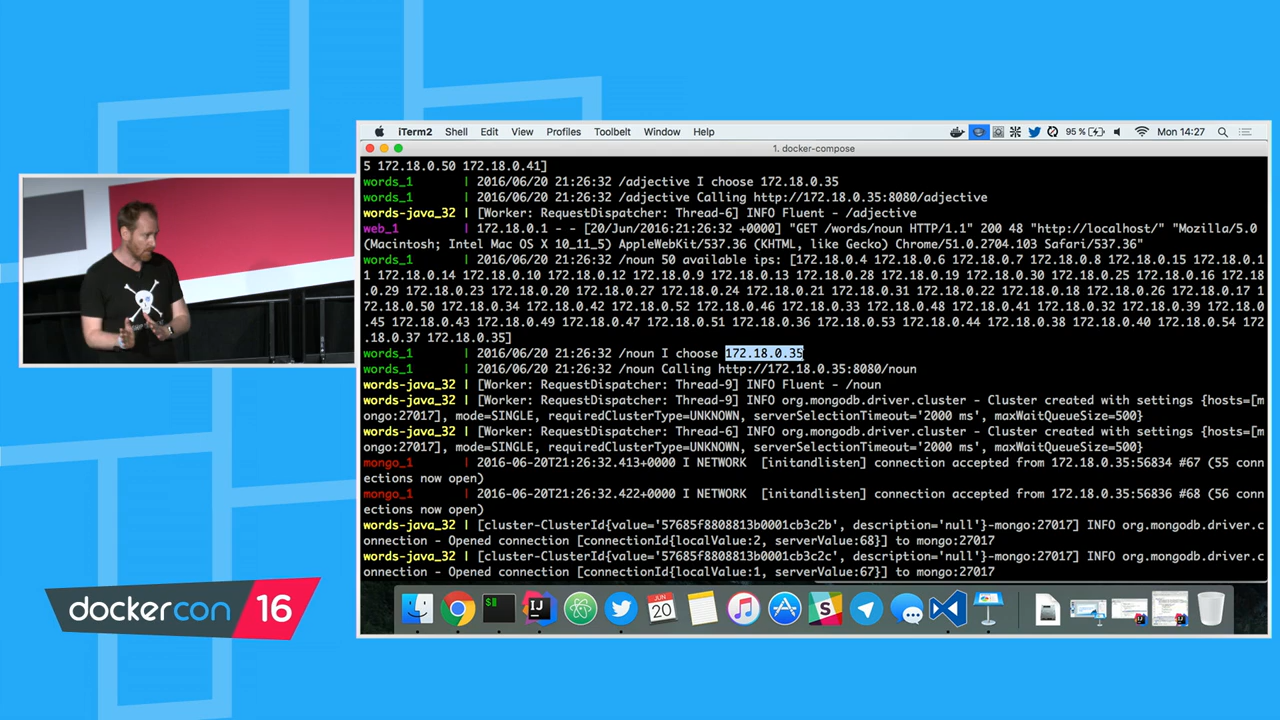 iTerm2 Shell Edit View Profiles Toolbelt Window Help 95 % Mon 14:27
1. docker-compose
5 172.18.0.50 172.18.0.41]
words_1 | 2016/06/20 21:26:32 /adjective I choose 172.18.0.35
words_1 | 2016/06/20 21:26:32 /adjective Calling http://172.18.0.35:8080/adjective
words-java_32 | [Worker: RequestDispatcher: Thread-6] INFO Fluent - /adjective
web_1 | 172.18.0.1 - - [20/Jun/2016:21:26:32 +0000] "GET /words/noun HTTP/1.1" 200 48 "http://localhost/" "Mozilla/5.0
(Macintosh; Intel Mac OS X 10_11_5) AppleWebKit/537.36 (KHTML, like Gecko) Chrome/51.0.2704.103 Safari/537.36"
words_1 | 2016/06/20 21:26:32 /noun 50 available ips: [172.18.0.4 172.18.0.6 172.18.0.7 172.18.0.8 172.18.0.15 172.18.0.1
1 172.18.0.14 172.18.0.10 172.18.0.12 172.18.0.9 172.18.0.13 172.18.0.28 172.18.0.19 172.18.0.30 172.18.0.25 172.18.0.16 172.18.0
.29 172.18.0.23 172.18.0.20 172.18.0.27 172.18.0.24 172.18.0.21 172.18.0.31 172.18.0.22 172.18.0.18 172.18.0.26 172.18.0.17 1
72.18.0.50 172.18.0.34 172.18.0.42 172.18.0.52 172.18.0.46 172.18.0.33 172.18.0.48 172.18.0.41 172.18.0.32 172.18.0.39 172.18.0
.45 172.18.0.43 172.18.0.49 172.18.0.47 172.18.0.51 172.18.0.36 172.18.0.53 172.18.0.44 172.18.0.38 172.18.0.40 172.18.0.54 172
.18.0.37 172.18.0.35]
words_1 | 2016/06/20 21:26:32 /noun I choose 172.18.0.35
words_1 | 2016/06/20 21:26:32 /noun Calling http://172.18.0.35:8080/noun
words-java_32 | [Worker: RequestDispatcher: Thread-9] INFO Fluent - /noun
words-java_32 | [Worker: RequestDispatcher: Thread-9] INFO org.mongodb.driver.cluster - Cluster created with settings {hosts=[m
ongo:27017], mode=SINGLE, requiredClusterType=UNKNOWN, serverSelectionTimeout='2000 ms', maxWaitQueueSize=500}
words-java_32 | [Worker: RequestDispatcher: Thread-6] INFO org.mongodb.driver.cluster - Cluster created with settings {hosts=[m
ongo:27017], mode=SINGLE, requiredClusterType=UNKNOWN, serverSelectionTimeout='2000 ms', maxWaitQueueSize=500}
mongo_1 | 2016-06-20T21:26:32.413+0000 I NETWORK [initandlisten] connection accepted from 172.18.0.35:56834 #67 (55 conn
ections now open)
mongo_1 | 2016-06-20T21:26:32.422+0000 I NETWORK [initandlisten] connection accepted from 172.18.0.35:56836 #68 (56 conn
ections now open)
words-java_32 | [cluster-ClusterId{value='57685f8808813b0001cb3c2b', description='null'}-mongo:27017] INFO org.mongodb.driver.c
onnection - Opened connection [connectionId{localValue:2, serverValue:68}] to mongo:27017
words-java_32 | [cluster-ClusterId{value='57685f8808813b0001cb3c2c', description='null'}-mongo:27017] INFO org.mongodb.driver.c
onnection - Opened connection [connectionId{localValue:1, serverValue:67}] to mongo:27017
JUN
20
dockercon 16